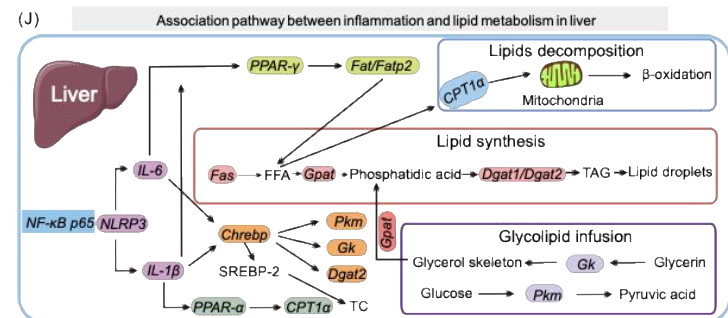 (J)
Association pathway between inflammation and lipid metabolism in liver
Liver
PPAR-γ
Fat/Fatp2
Lipids decomposition
CPT1α
β-oxidation
Mitochondria
Lipid synthesis
IL-6
Fas
FFA
Gpat
Phosphatidic acid
Dgat1/Dgat2
TAG
Lipid droplets
NF-κB p65
NLRP3
Chrebp
Pkm
Gk
Dgat2
Gpat
Glycolipid infusion
IL-1β
SREBP-2
Glycerol skeleton
Gk
Glycerin
Glucose
Pkm
Pyruvic acid
PPAR-α
CPT1α
TC